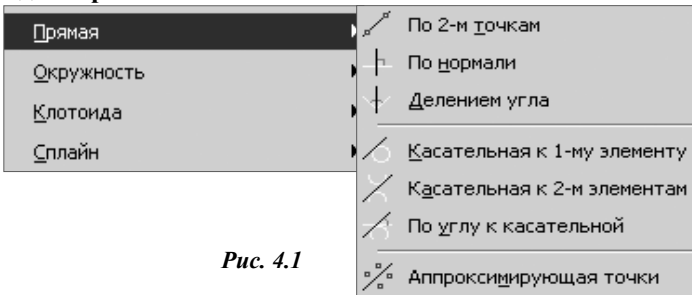 Прямая
Окружность
Клотоида
Сплайн
По 2-м точкам
По нормали
Делением угла
Касательная к 1-му элементу
Касательная к 2-м элементам
По углу к касательной
Аппроксимирующая точки
Рис. 4.1